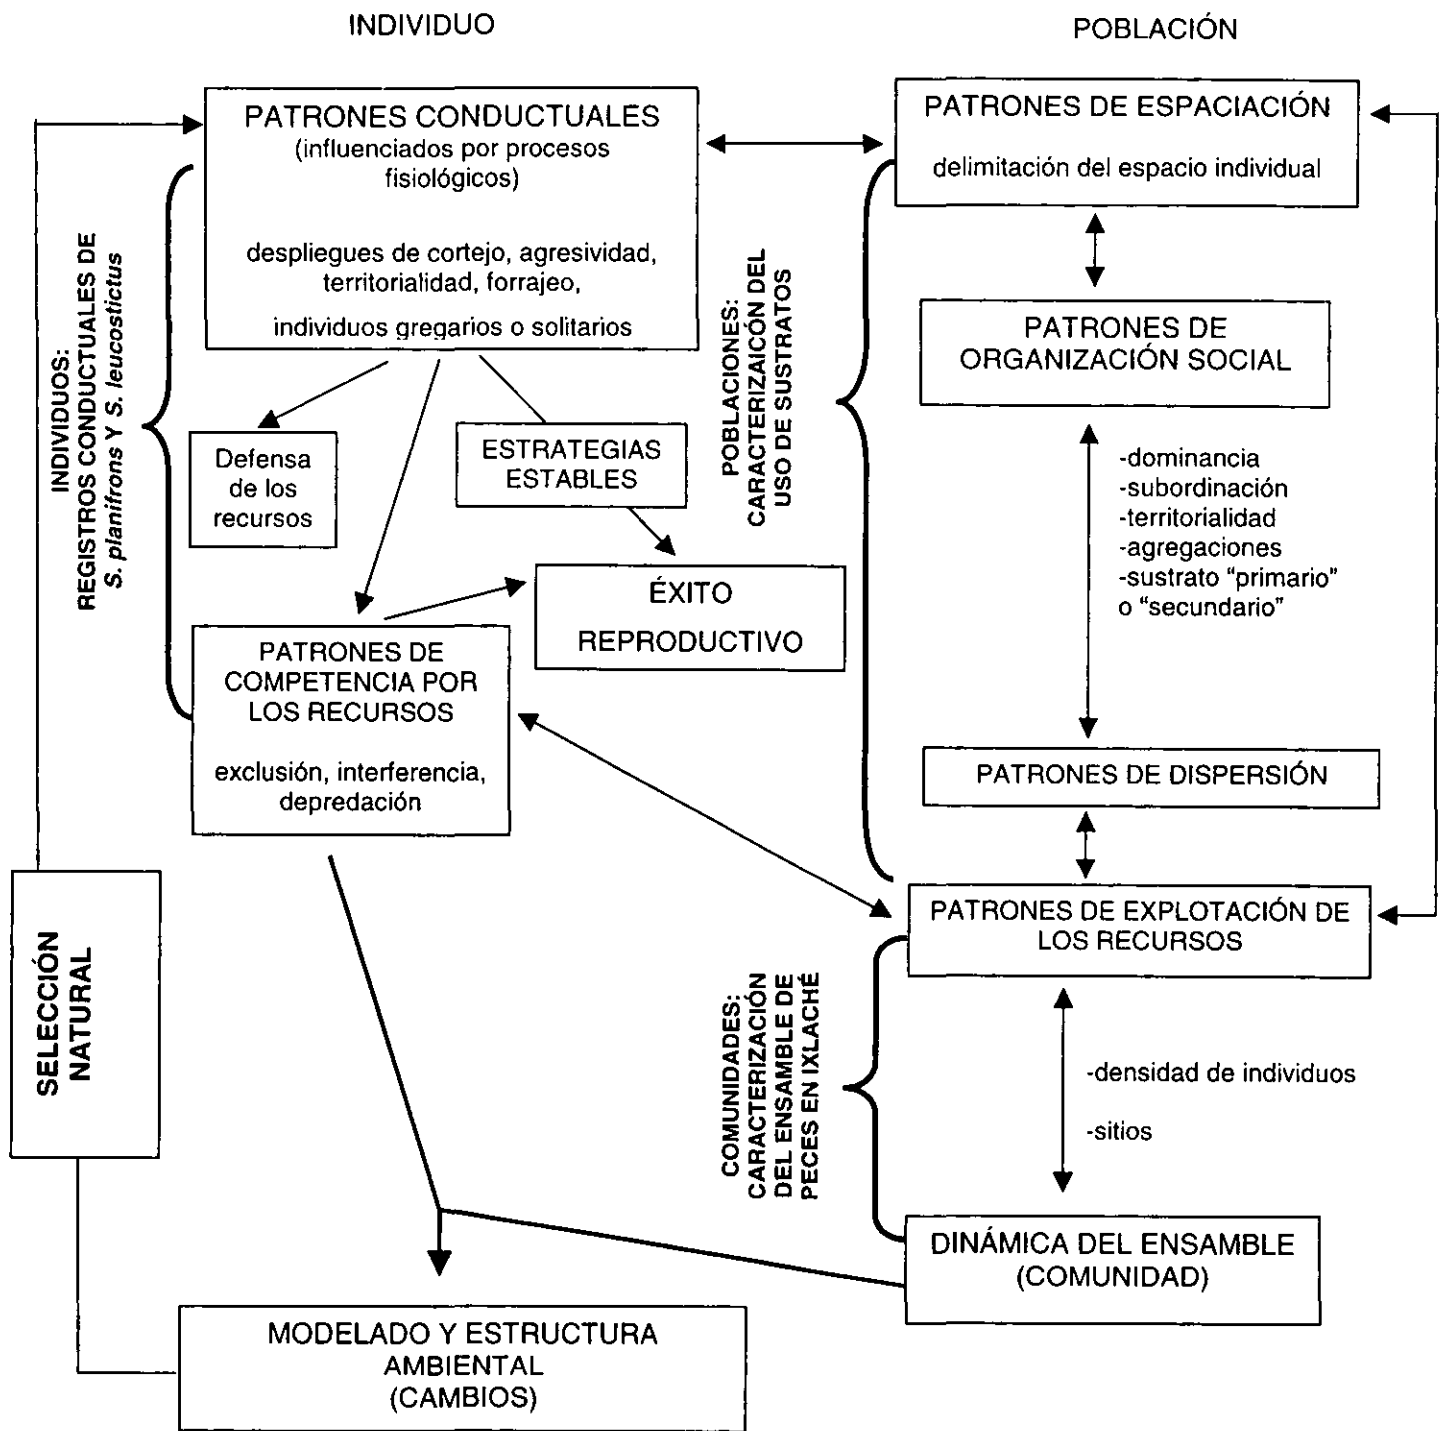 INDIVIDUO
POBLACIÓN
PATRONES CONDUCTUALES
(influenciados por procesos
fisiológicos)
despliegues de cortejo, agresividad,
territorialidad, forrajeo,
individuos gregarios o solitarios
PATRONES DE ESPACIACIÓN
delimitación del espacio individual
INDIVIDUOS:
REGISTROS CONDUCTUALES DE
S. planifrons Y S. leucostictus
POBLACIONES:
CARACTERIZAICÓN DEL
USO DE SUSTRATOS
PATRONES DE
ORGANIZACIÓN SOCIAL
Defensa
de los
recursos
ESTRATEGIAS
ESTABLES
-dominancia
-subordinación
-territorialidad
-agregaciones
-sustrato “primario”
o “secundario”
ÉXITO
REPRODUCTIVO
PATRONES DE
COMPETENCIA POR
LOS RECURSOS
exclusión, interferencia,
depredación
PATRONES DE DISPERSIÓN
PATRONES DE EXPLOTACIÓN DE
LOS RECURSOS
SELECCIÓN
NATURAL
COMUNIDADES:
CARACTERIZACIÓN
DEL ENSAMBLE DE
PECES EN IXLACHÉ
-densidad de individuos
-sitios
DINÁMICA DEL ENSAMBLE
(COMUNIDAD)
MODELADO Y ESTRUCTURA
AMBIENTAL
(CAMBIOS)